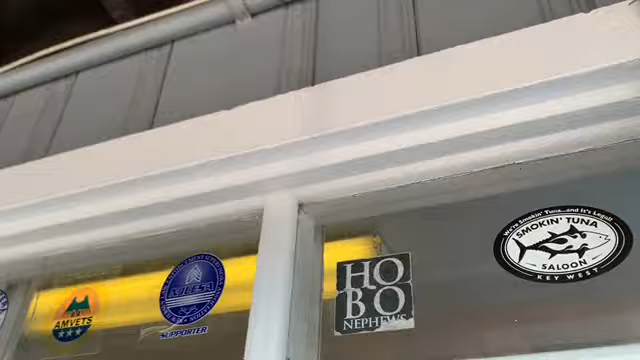 AMVETS
SUPPORTER
HO
BO
NEPHEWS
We're Smokin' Tuna...and it's Legal!
SMOKIN' TUNA
SALOON
KEY WEST